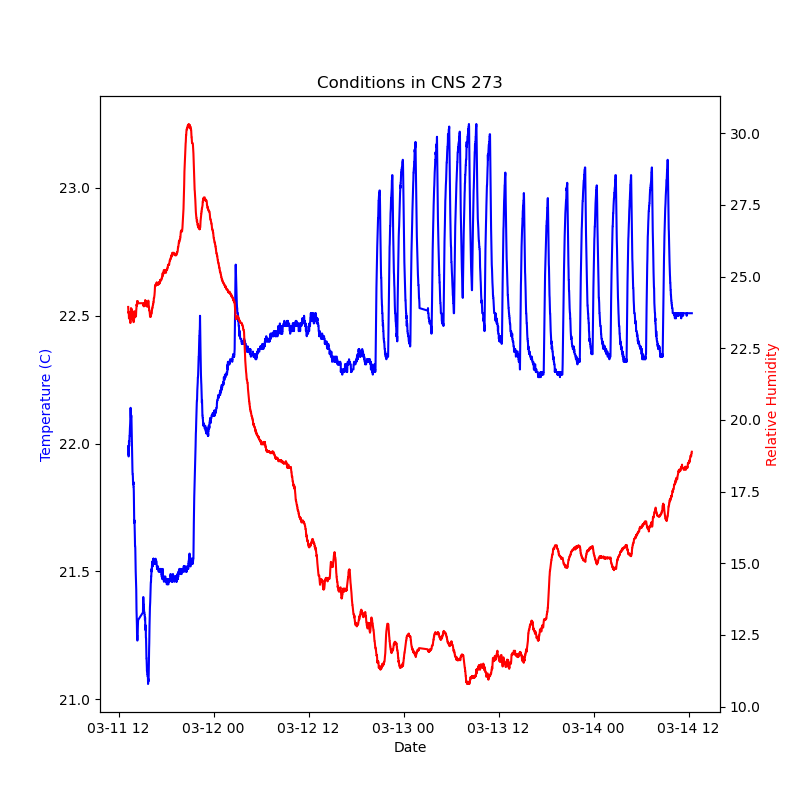 Conditions in CNS 273
Temperature (C)
23.0
22.5
22.0
21.5
21.0
30.0
27.5
25.0
22.5
20.0
17.5
15.0
12.5
10.0
Relative Humidity
03-11 12 03-12 00 03-12 12 03-13 00 03-13 12 03-14 00 03-14 12
Date